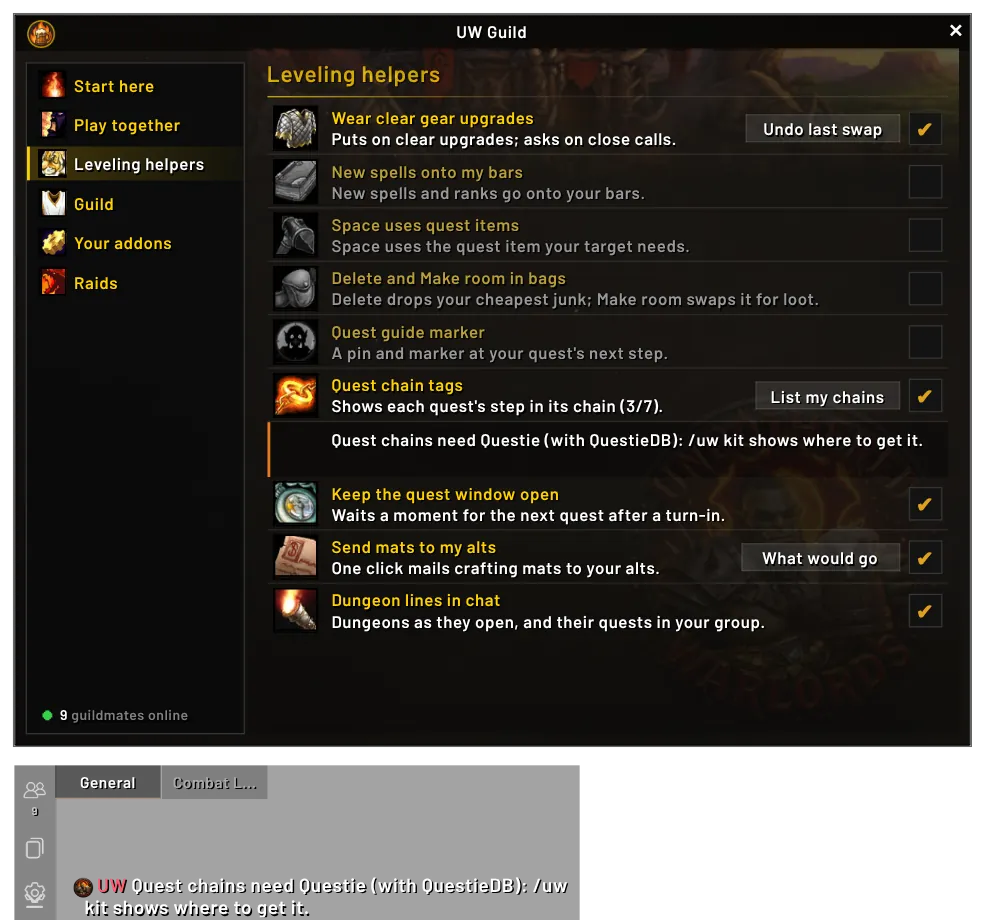 UW Guild
Start here
Play together
Leveling helpers
Guild
Your addons
Raids
9 guildmates online
Leveling helpers
Wear clear gear upgrades
Puts on clear upgrades; asks on close calls.
Undo last swap
New spells onto my bars
New spells and ranks go onto your bars.
Space uses quest items
Space uses the quest item your target needs.
Delete and Make room in bags
Delete drops your cheapest junk; Make room swaps it for loot.
Quest guide marker
A pin and marker at your quest's next step.
Quest chain tags
Shows each quest's step in its chain (3/7).
List my chains
Quest chains need Questie (with QuestieDB): /uw kit shows where to get it.
Keep the quest window open
Waits a moment for the next quest after a turn-in.
Send mats to my alts
One click mails crafting mats to your alts.
What would go
Dungeon lines in chat
Dungeons as they open, and their quests in your group.
WARLORDS
General
Combat L...
9
UW Quest chains need Questie (with QuestieDB): /uw
kit shows where to get it.